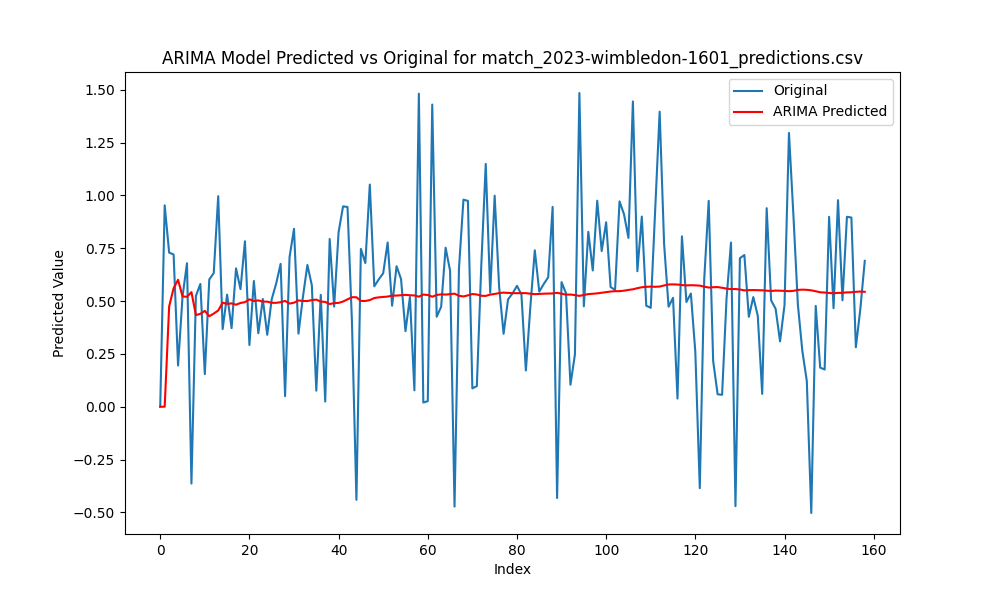 ARIMA Model Predicted vs Original for match_2023-wimbledon-1601_predictions.csv
Original
ARIMA Predicted
1.50
1.25
1.00
0.75
0.50
0.25
0.00
−0.25
−0.50
Predicted Value
0 20 40 60 80 100 120 140 160
Index